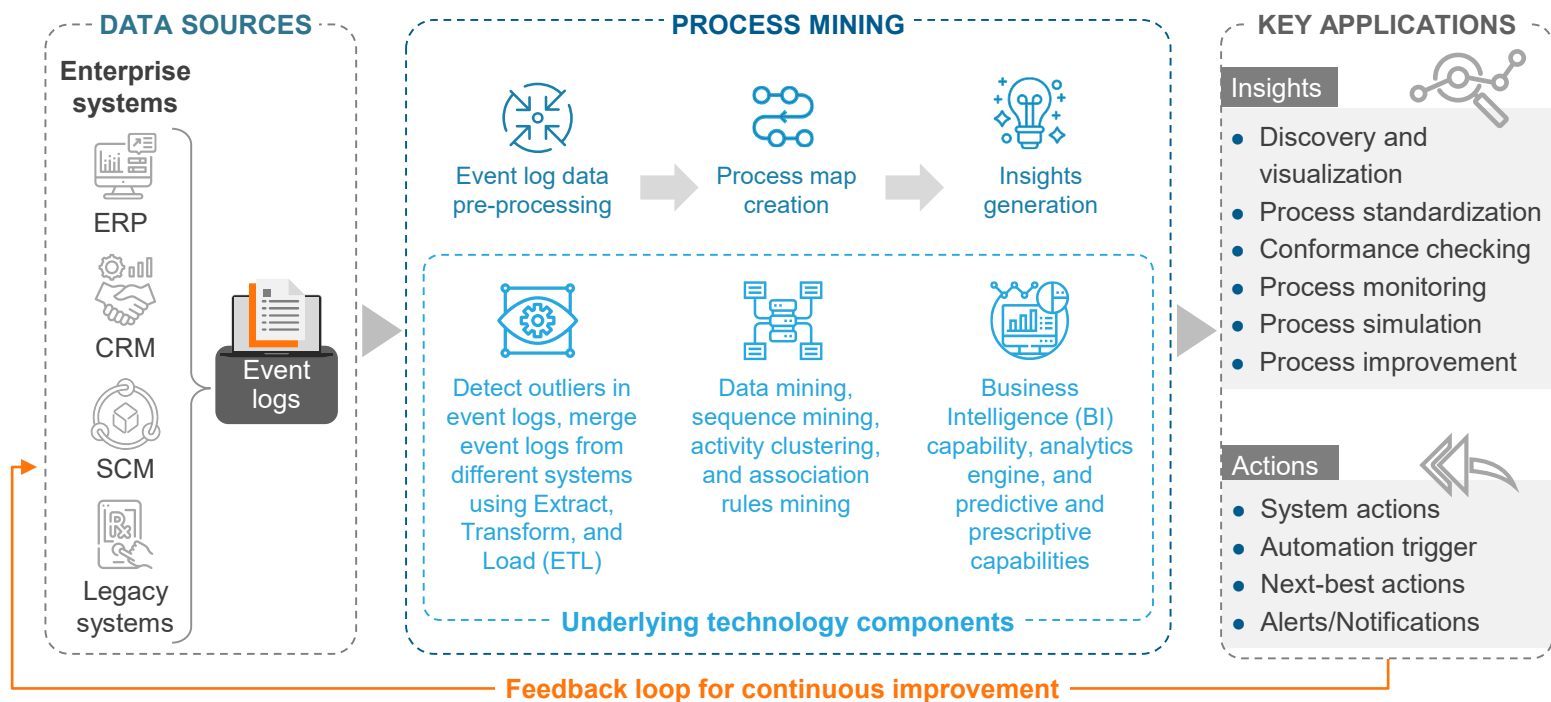 DATA SOURCES
Enterprise
systems
ERP
CRM
SCM
Legacy
systems
Event
logs
PROCESS MINING
Event log data
pre-processing
Process map
creation
Insights
generation
Detect outliers in
event logs, merge
event logs from
different systems
using Extract,
Transform, and
Load (ETL)
Data mining,
sequence mining,
activity clustering,
and association
rules mining
Business
Intelligence (BI)
capability, analytics
engine, and
predictive and
prescriptive
capabilities
Underlying technology components
KEY APPLICATIONS
Insights
● Discovery and
visualization
● Process standardization
● Conformance checking
● Process monitoring
● Process simulation
● Process improvement
Actions
● System actions
● Automation trigger
● Next-best actions
● Alerts/Notifications
Feedback loop for continuous improvement